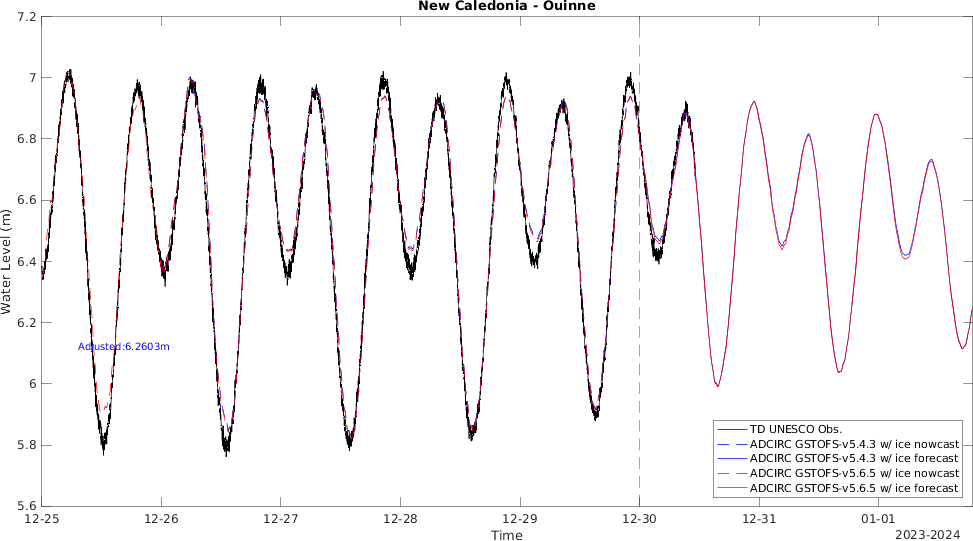 New Caledonia - Ouinne
7.2
7
6.8
6.6
6.4
6.2
6
5.8
5.6
Water Level (m)
Adjusted:6.2603m
TD UNESCO Obs.
ADCIRC GSTOFS-v5.4.3 w/ ice nowcast
ADCIRC GSTOFS-v5.4.3 w/ ice forecast
ADCIRC GSTOFS-v5.6.5 w/ ice nowcast
ADCIRC GSTOFS-v5.6.5 w/ ice forecast
12-25 12-26 12-27 12-28 12-29 12-30 12-31 01-01
Time
2023-2024